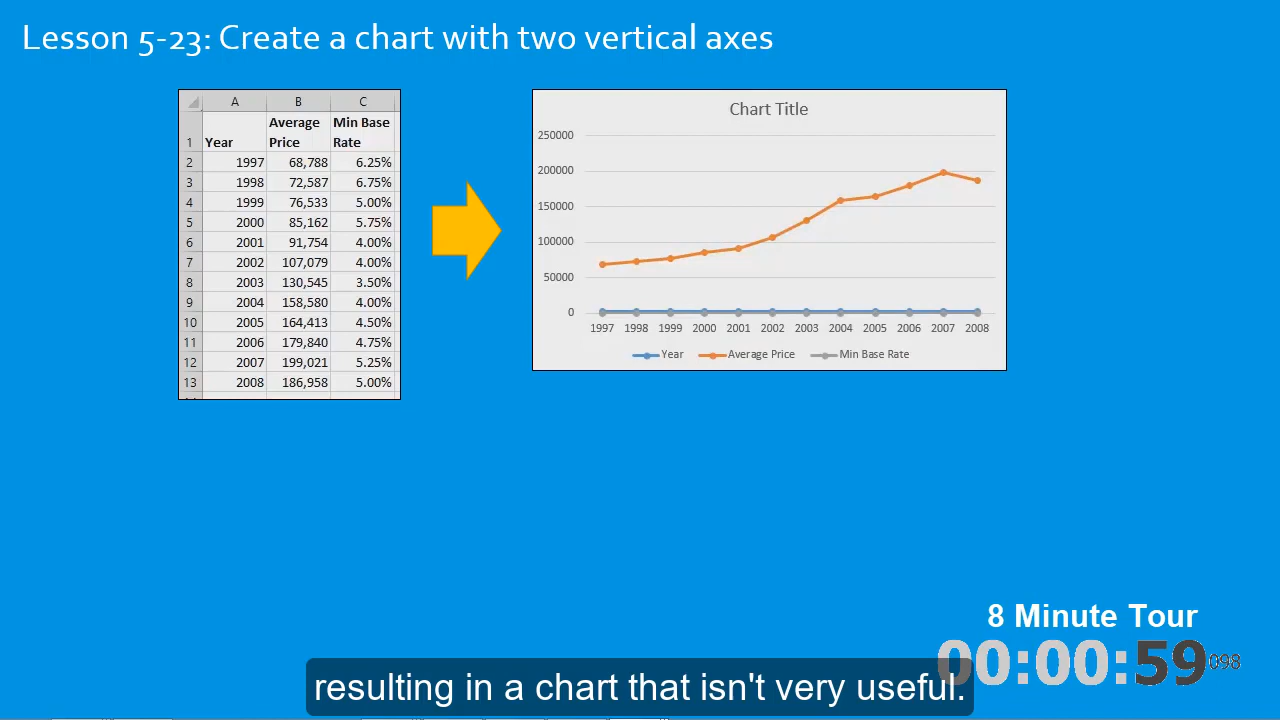 Lesson 5-23: Create a chart with two vertical axes
A B C
1 Year Average Price Min Base Rate
2 1997 68,788 6.25%
3 1998 72,587 6.75%
4 1999 76,533 5.00%
5 2000 85,162 5.75%
6 2001 91,754 4.00%
7 2002 107,079 4.00%
8 2003 130,545 3.50%
9 2004 158,580 4.00%
10 2005 164,413 4.50%
11 2006 179,840 4.75%
12 2007 199,021 5.25%
13 2008 186,958 5.00%
Chart Title
250000
200000
150000
100000
50000
0
1997 1998 1999 2000 2001 2002 2003 2004 2005 2006 2007 2008
Year Average Price Min Base Rate
8 Minute Tour
00:00:59 098
resulting in a chart that isn't very useful.